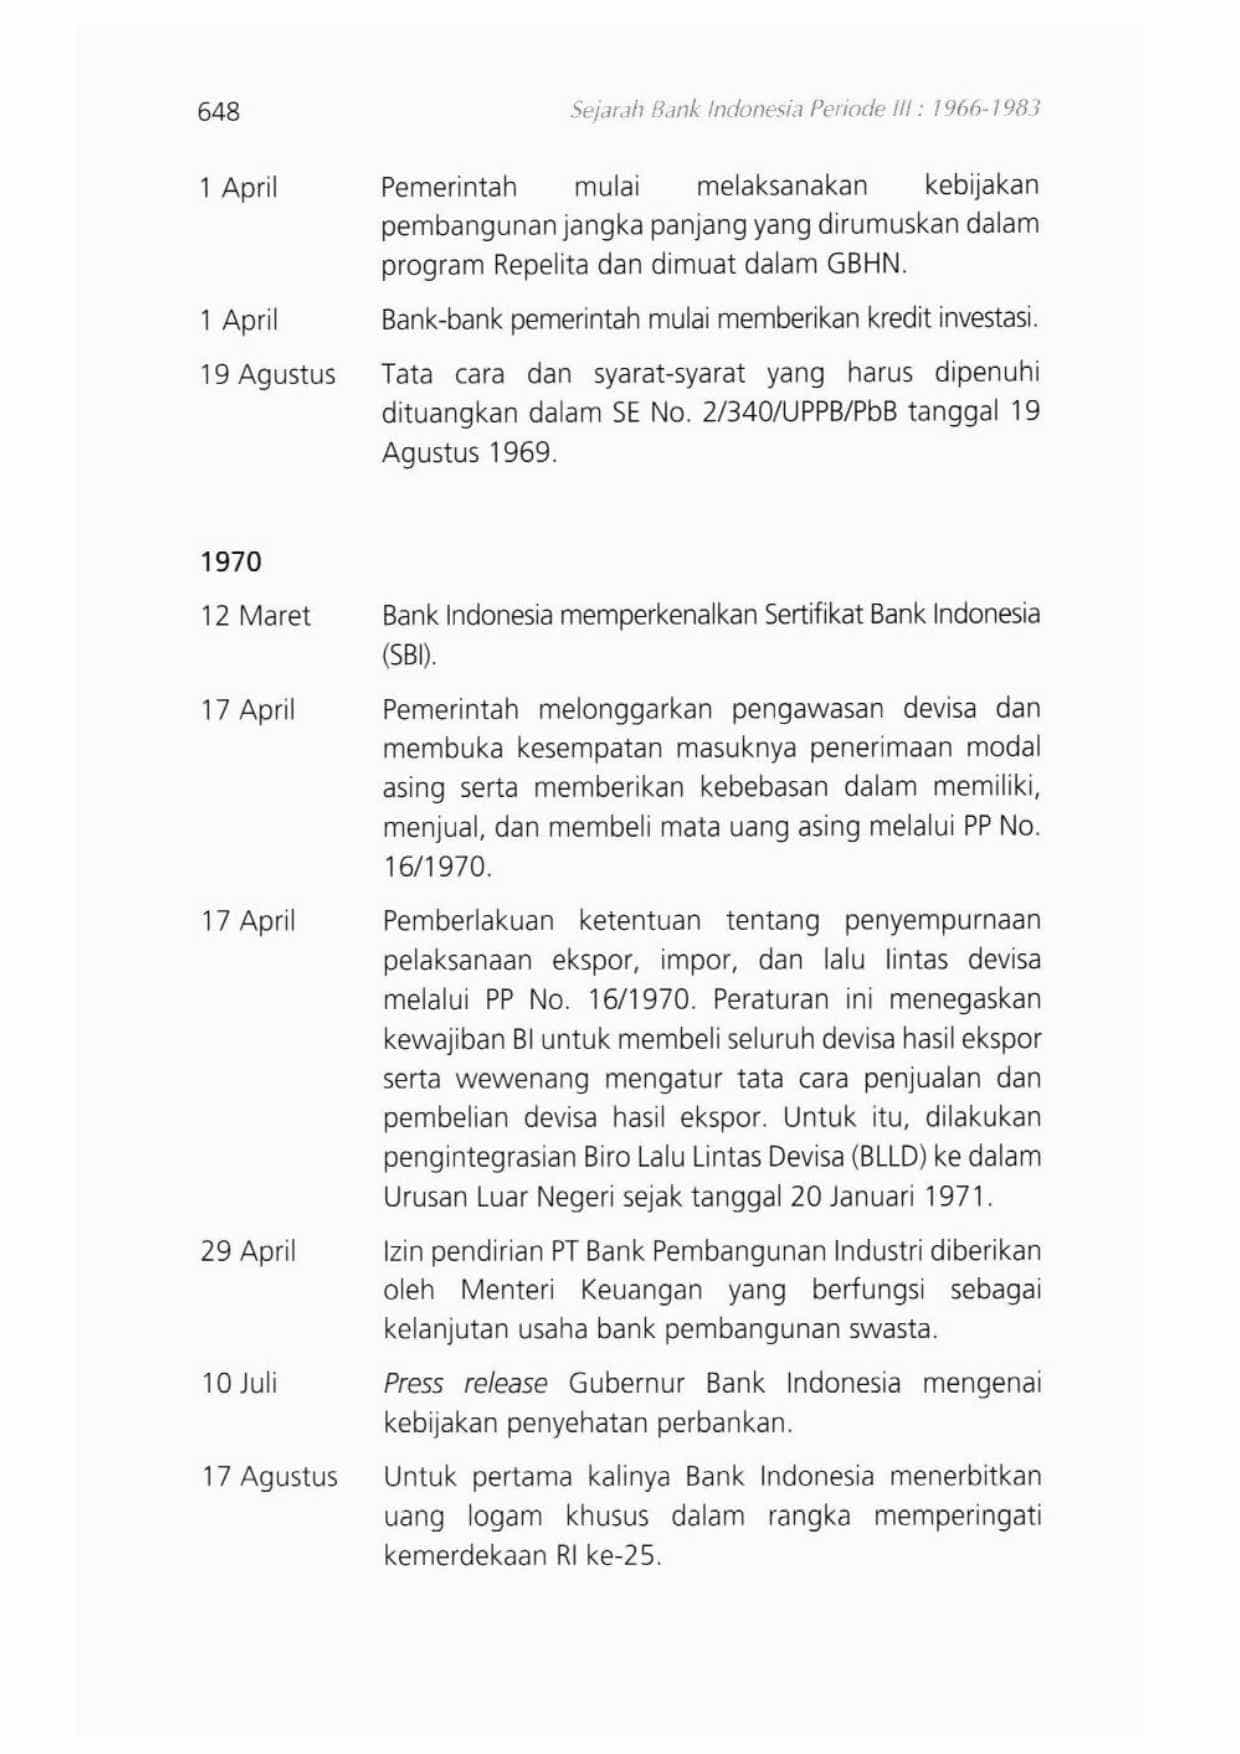 648 Sejarah Bank Indonesia Periode III : 1966-1983
1 April Pemerintah mulai melaksanakan kebijakan
pembangunan jangka panjang yang dirumuskan dalam
program Repelita dan dimuat dalam GBHN.
1 April Bank-bank pemerintah mulai memberikan kredit investasi.
19 Agustus Tata cara dan syarat-syarat yang harus dipenuhi
dituangkan dalam SE No. 2/340/UPPB/PbB tanggal 19
Agustus 1969.
1970
12 Maret Bank Indonesia memperkenalkan Sertifikat Bank Indonesia
(SBI).
17 April Pemerintah melonggarkan pengawasan devisa dan
membuka kesempatan masuknya penerimaan modal
asing serta memberikan kebebasan dalam memiliki,
menjual, dan membeli mata uang asing melalui PP No.
16/1970.
17 April Pemberlakuan ketentuan tentang penyempurnaan
pelaksanaan ekspor, impor, dan lalu lintas devisa
melalui PP No. 16/1970. Peraturan ini menegaskan
kewajiban BI untuk membeli seluruh devisa hasil ekspor
serta wewenang mengatur tata cara penjualan dan
pembelian devisa hasil ekspor. Untuk itu, dilakukan
pengintegrasian Biro Lalu Lintas Devisa (BLLD) ke dalam
Urusan Luar Negeri sejak tanggal 20 Januari 1971.
29 April Izin pendirian PT Bank Pembangunan Industri diberikan
oleh Menteri Keuangan yang berfungsi sebagai
kelanjutan usaha bank pembangunan swasta.
10 Juli Press release Gubernur Bank Indonesia mengenai
kebijakan penyehatan perbankan.
17 Agustus Untuk pertama kalinya Bank Indonesia menerbitkan
uang logam khusus dalam rangka memperingati
kemerdekaan RI ke-25.